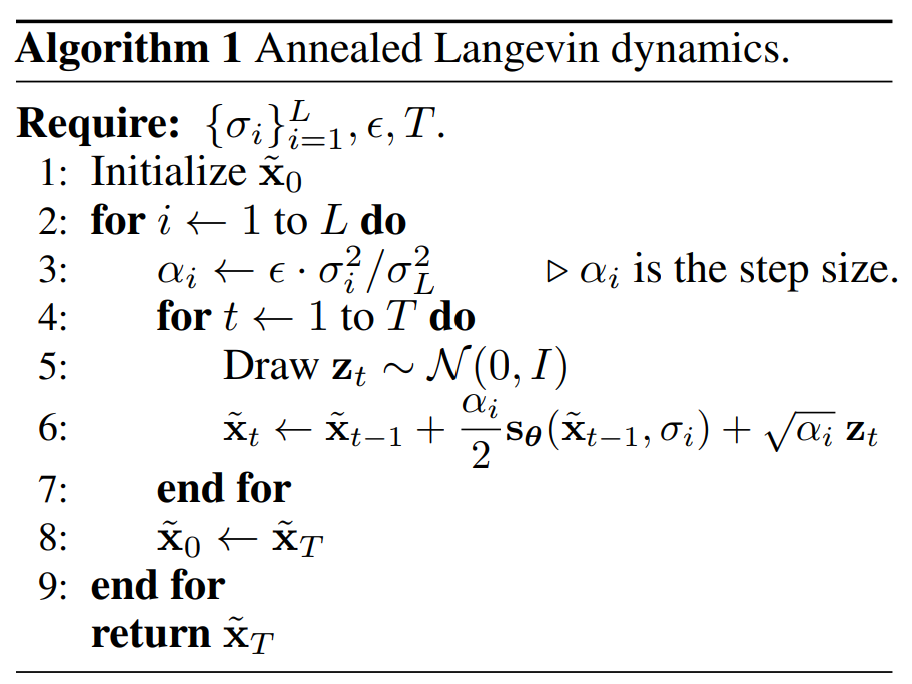 Algorithm 1 Annealed Langevin dynamics.
Require: {σ_i}_{i=1}^L, ϵ, T.
1: Initialize x̃_0
2: for i ← 1 to L do
3: α_i ← ϵ · σ_i^2/σ_L^2 ▷ α_i is the step size.
4: for t ← 1 to T do
5: Draw z_t ∼ 𝒩(0, I)
6: x̃_t ← x̃_{t−1} + \frac{α_i}{2} s_θ(x̃_{t−1}, σ_i) + √α_i z_t
7: end for
8: x̃_0 ← x̃_T
9: end for
return x̃_T